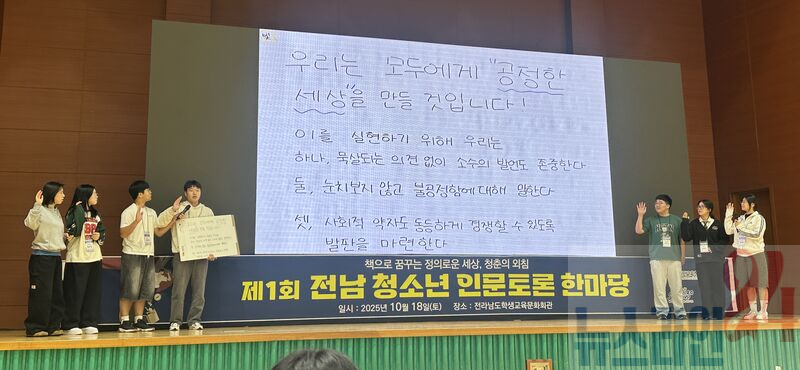 우리는 모두에게 "공정한
세상"을 만들 것입니다!
이를 실현하기 위해 우리는
하나, 묵살되는 의견 없이 소수의 발언도 존중한다
둘, 눈치보지 않고 불공정함에 대해 말한다
셋, 사회적 약자도 동등하게 경쟁할 수 있도록
발판을 마련한다
책으로 꿈꾸는 정의로운 세상, 청춘의 외침
제1회 전남 청소년 인문토론 한마당
일시 : 2025년 10월 18일(토) 장소 : 전라남도학생교육문화회관
뉴스라인21